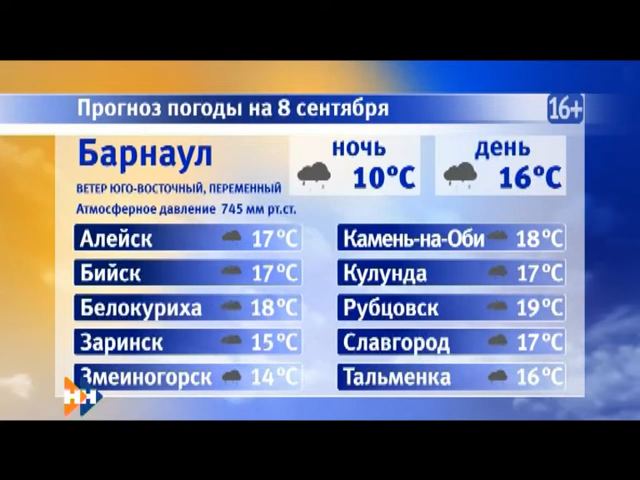 Прогноз погоды на 8 сентября
16+
Барнаул
ночь
10°C
день
16°C
ВЕТЕР ЮГО-ВОСТОЧНЫЙ, ПЕРЕМЕННЫЙ
Атмосферное давление 745 мм рт.ст.
Алейск 17°C
Бийск 17°C
Белокуриха 18°C
Заринск 15°C
Змеиногорск 14°C
Камень-на-Оби 18°C
Кулунда 17°C
Рубцовск 19°C
Славгород 17°C
Тальменка 16°C
НН